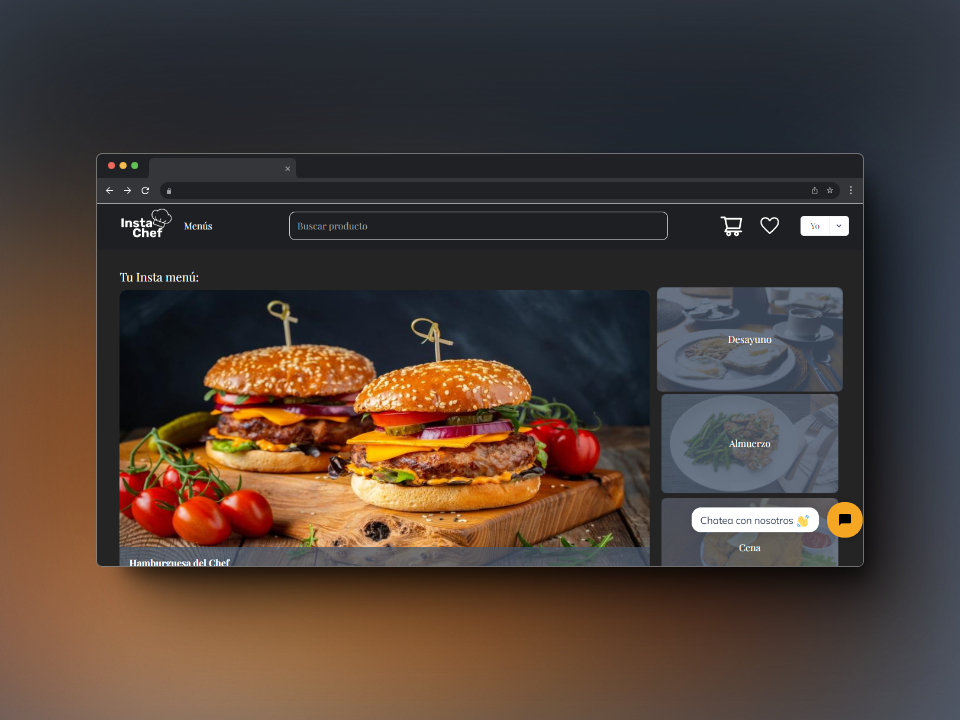 Insta
Chef
Menús
Buscar producto
Yo
Tu Insta menú:
Desayuno
Almuerzo
Chatea con nosotros 👋
Cena
Hamburguesa del Chef